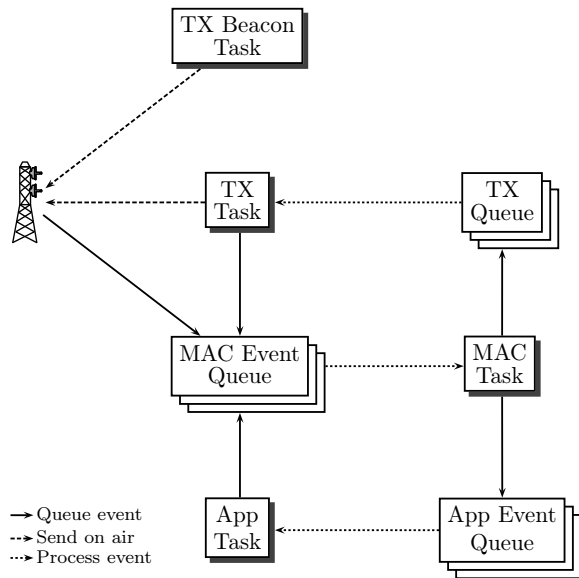 TX Beacon
Task
TX
Task
TX
Queue
MAC Event
Queue
MAC
Task
App
Task
App Event
Queue
Queue event
Send on air
Process event